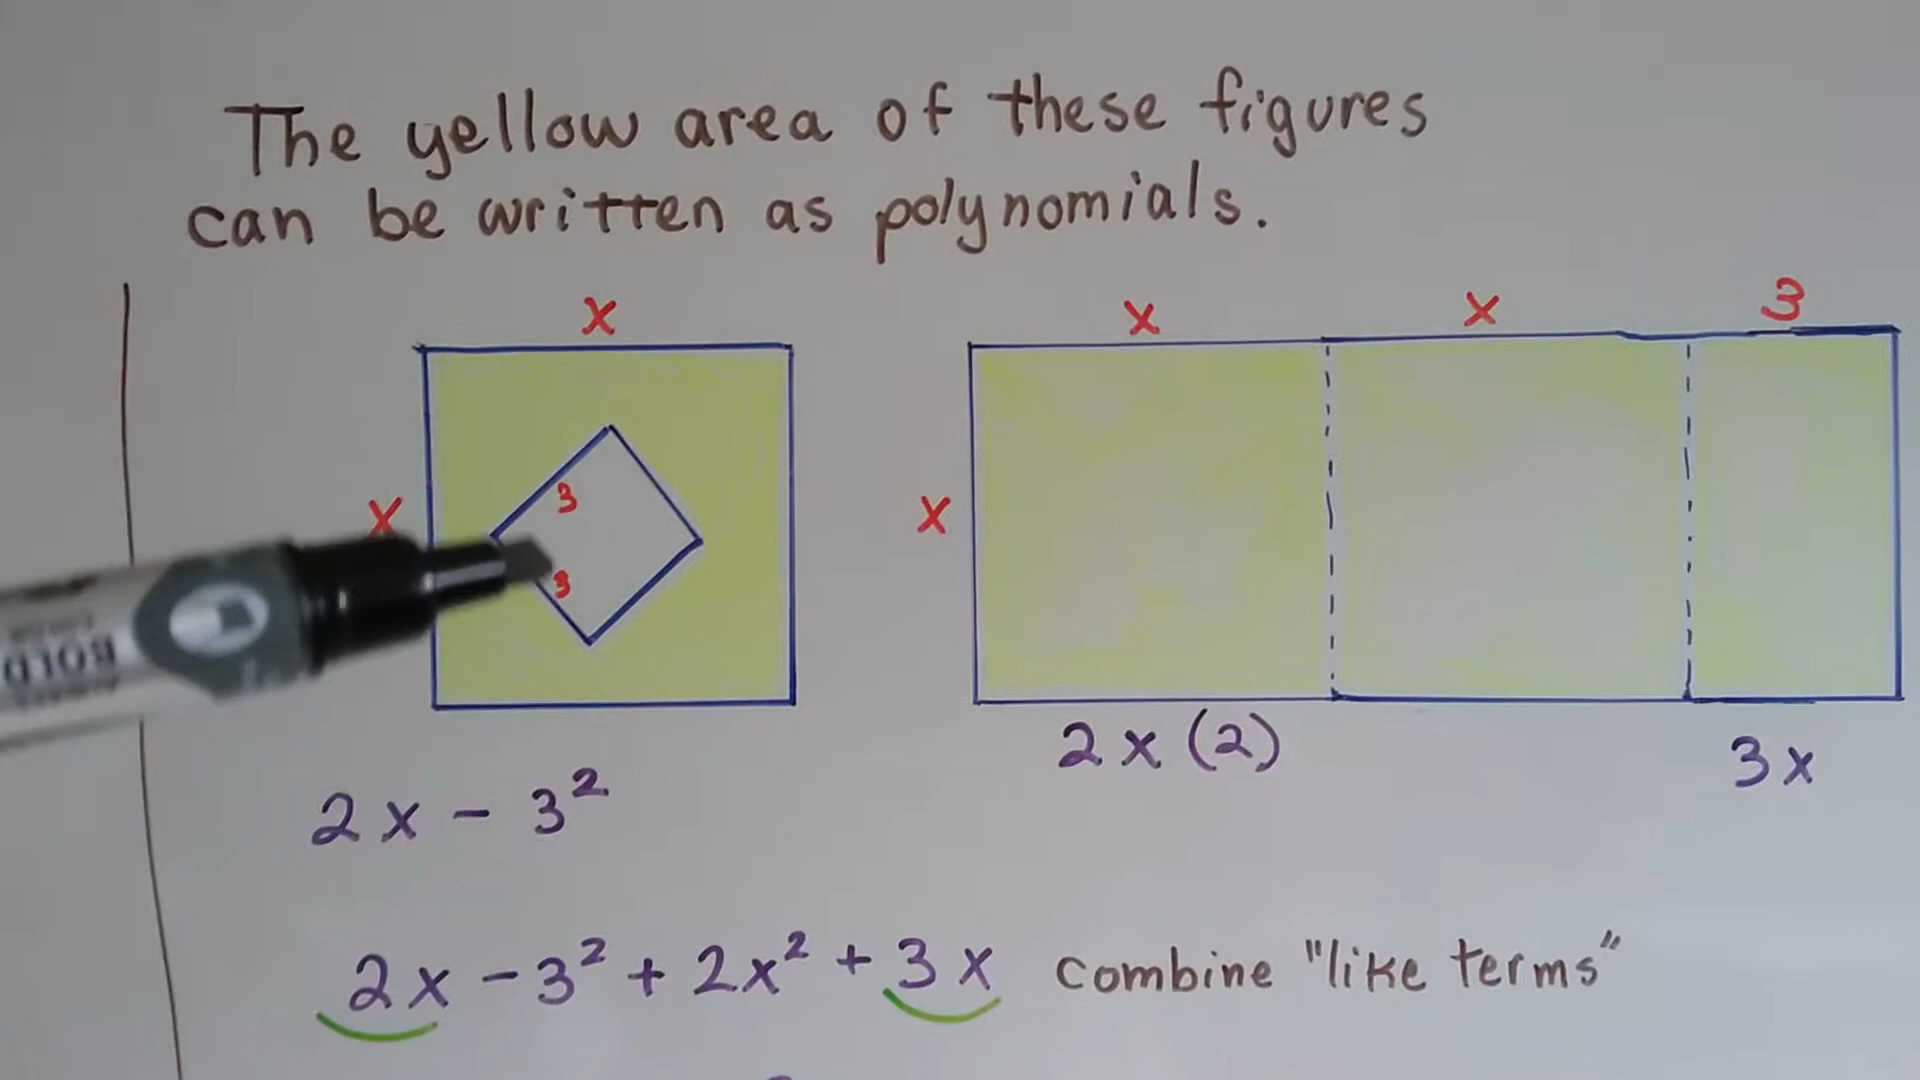 The yellow area of these figures
can be written as polynomials.
x
x
x
3
x
3
3
x
2x (2)
3x
2x - 3²
2x - 3² + 2x² + 3x combine "like terms"
BOLD